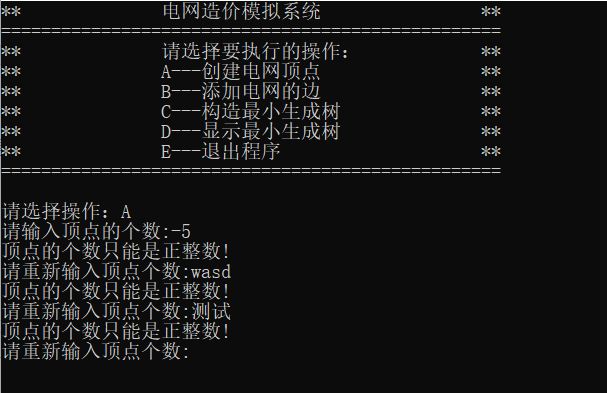 **              电网造价模拟系统                **
==================================================
**              请选择要执行的操作:             **
**              A---创建电网顶点                **
**              B---添加电网的边                **
**              C---构造最小生成树              **
**              D---显示最小生成树              **
**              E---退出程序                    **
==================================================
请选择操作: A
请输入顶点的个数:-5
顶点的个数只能是正整数!
请重新输入顶点个数:wasd
顶点的个数只能是正整数!
请重新输入顶点个数:测试
顶点的个数只能是正整数!
请重新输入顶点个数: